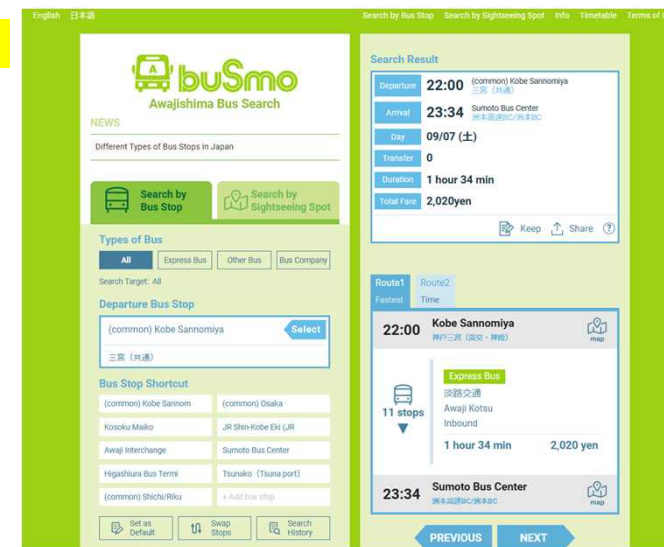 English 日本語
Search by Bus Stop Search by Sightseeing Spot Info Timetable Terms of
buSmo
Awajishima Bus Search
NEWS
Different Types of Bus Stops in Japan
Search by Bus Stop
Search by Sightseeing Spot
Types of Bus
All Express Bus Other Bus Bus Company
Search Target: All
Departure Bus Stop
(common) Kobe Sannomiya Select
三宮（共通）
Bus Stop Shortcut
(common) Kobe Sannom (common) Osaka
Kosoku Maiko JR Shin-Kobe Eki (JR
Awaji Interchange Sumoto Bus Center
Higashiura Bus Termi Tsunako（Tsuna port)
(common) Shichi/Riku + Add bus stop
Set as Default
Swap Stops
Search History
Search Result
Departure 22:00 (common) Kobe Sannomiya
三宮（共通）
Arrival 23:34 Sumoto Bus Center
洲本高速BC/洲本BC
Day 09/07 (土)
Transfer 0
Duration 1 hour 34 min
Total Fare 2,020yen
Keep Share ?
Route1 Route2
Fastest Time
22:00 Kobe Sannomiya
神戸三宮 map
Express Bus
淡路交通
11 stops Awaji Kotsu
Inbound
1 hour 34 min 2,020 yen
23:34 Sumoto Bus Center
洲本高速BC/洲本BC map
PREVIOUS NEXT